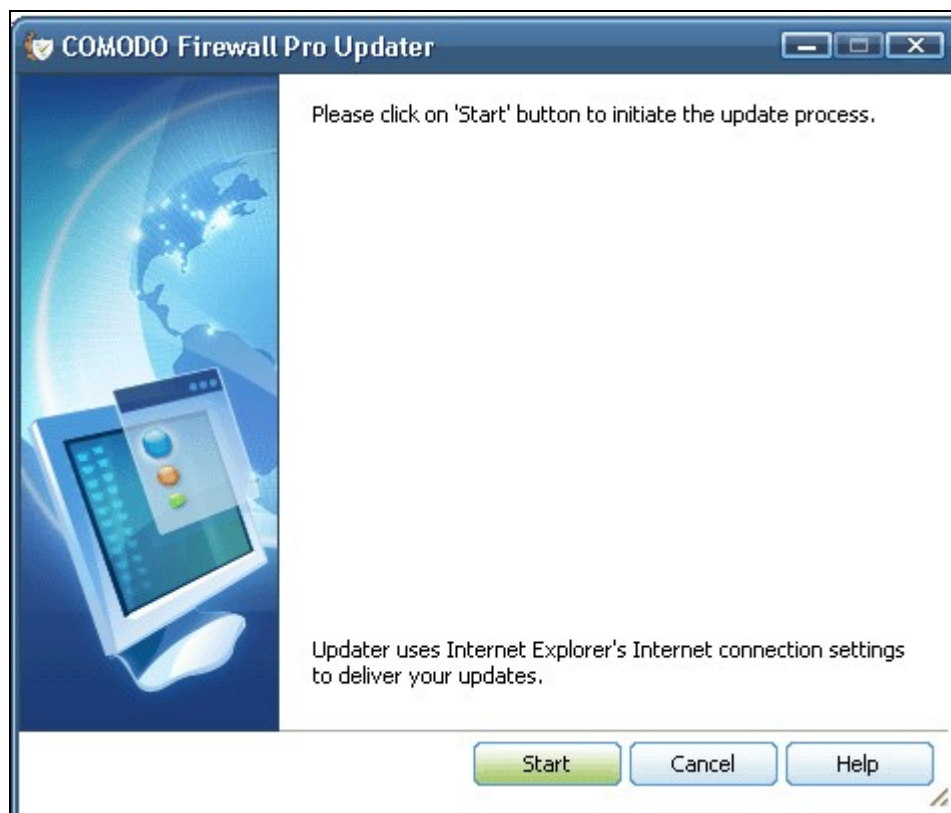 COMODO Firewall Pro Updater
Please click on 'Start' button to initiate the update process.
Updater uses Internet Explorer's Internet connection settings
to deliver your updates.
Start
Cancel
Help